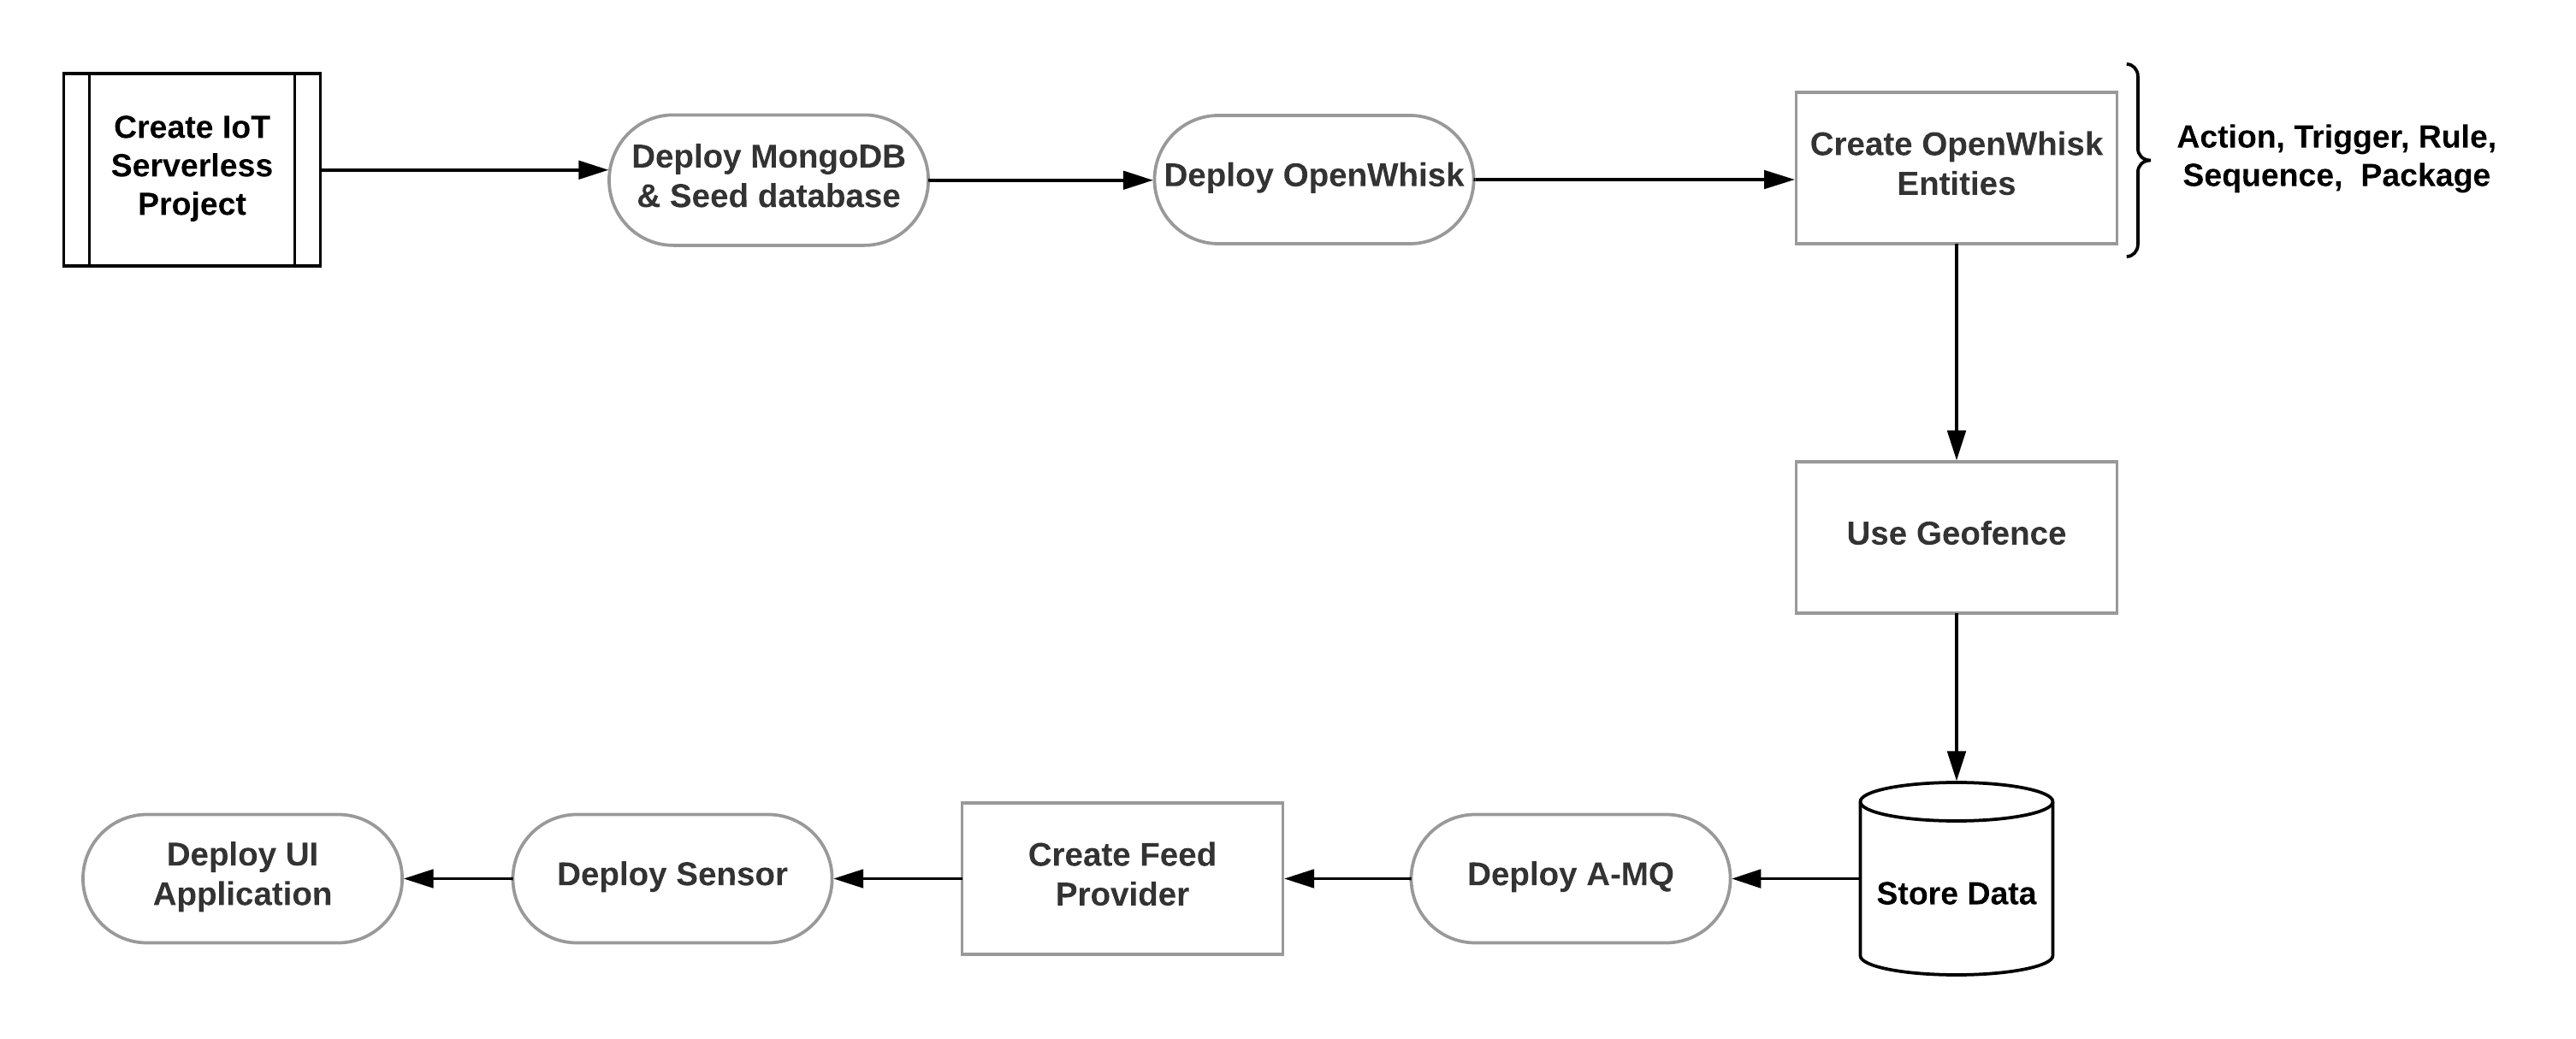 Create IoT
Serverless
Project
Deploy MongoDB
& Seed database
Deploy OpenWhisk
Create OpenWhisk
Entities
Action, Trigger, Rule,
Sequence,  Package
Use Geofence
Store Data
Deploy A-MQ
Create Feed
Provider
Deploy Sensor
Deploy UI
Application